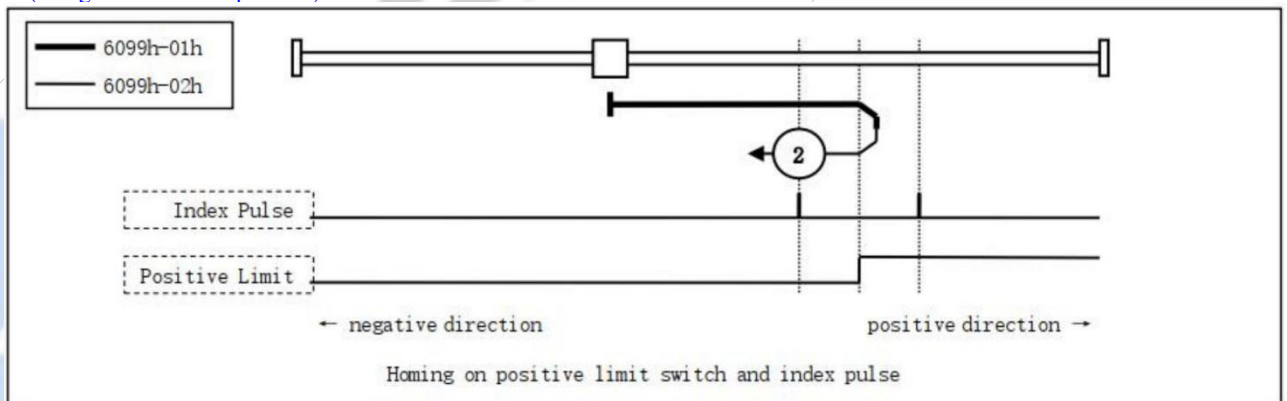 6099h-01h
6099h-02h
2
Index Pulse
Positive Limit
← negative direction
positive direction →
Homing on positive limit switch and index pulse